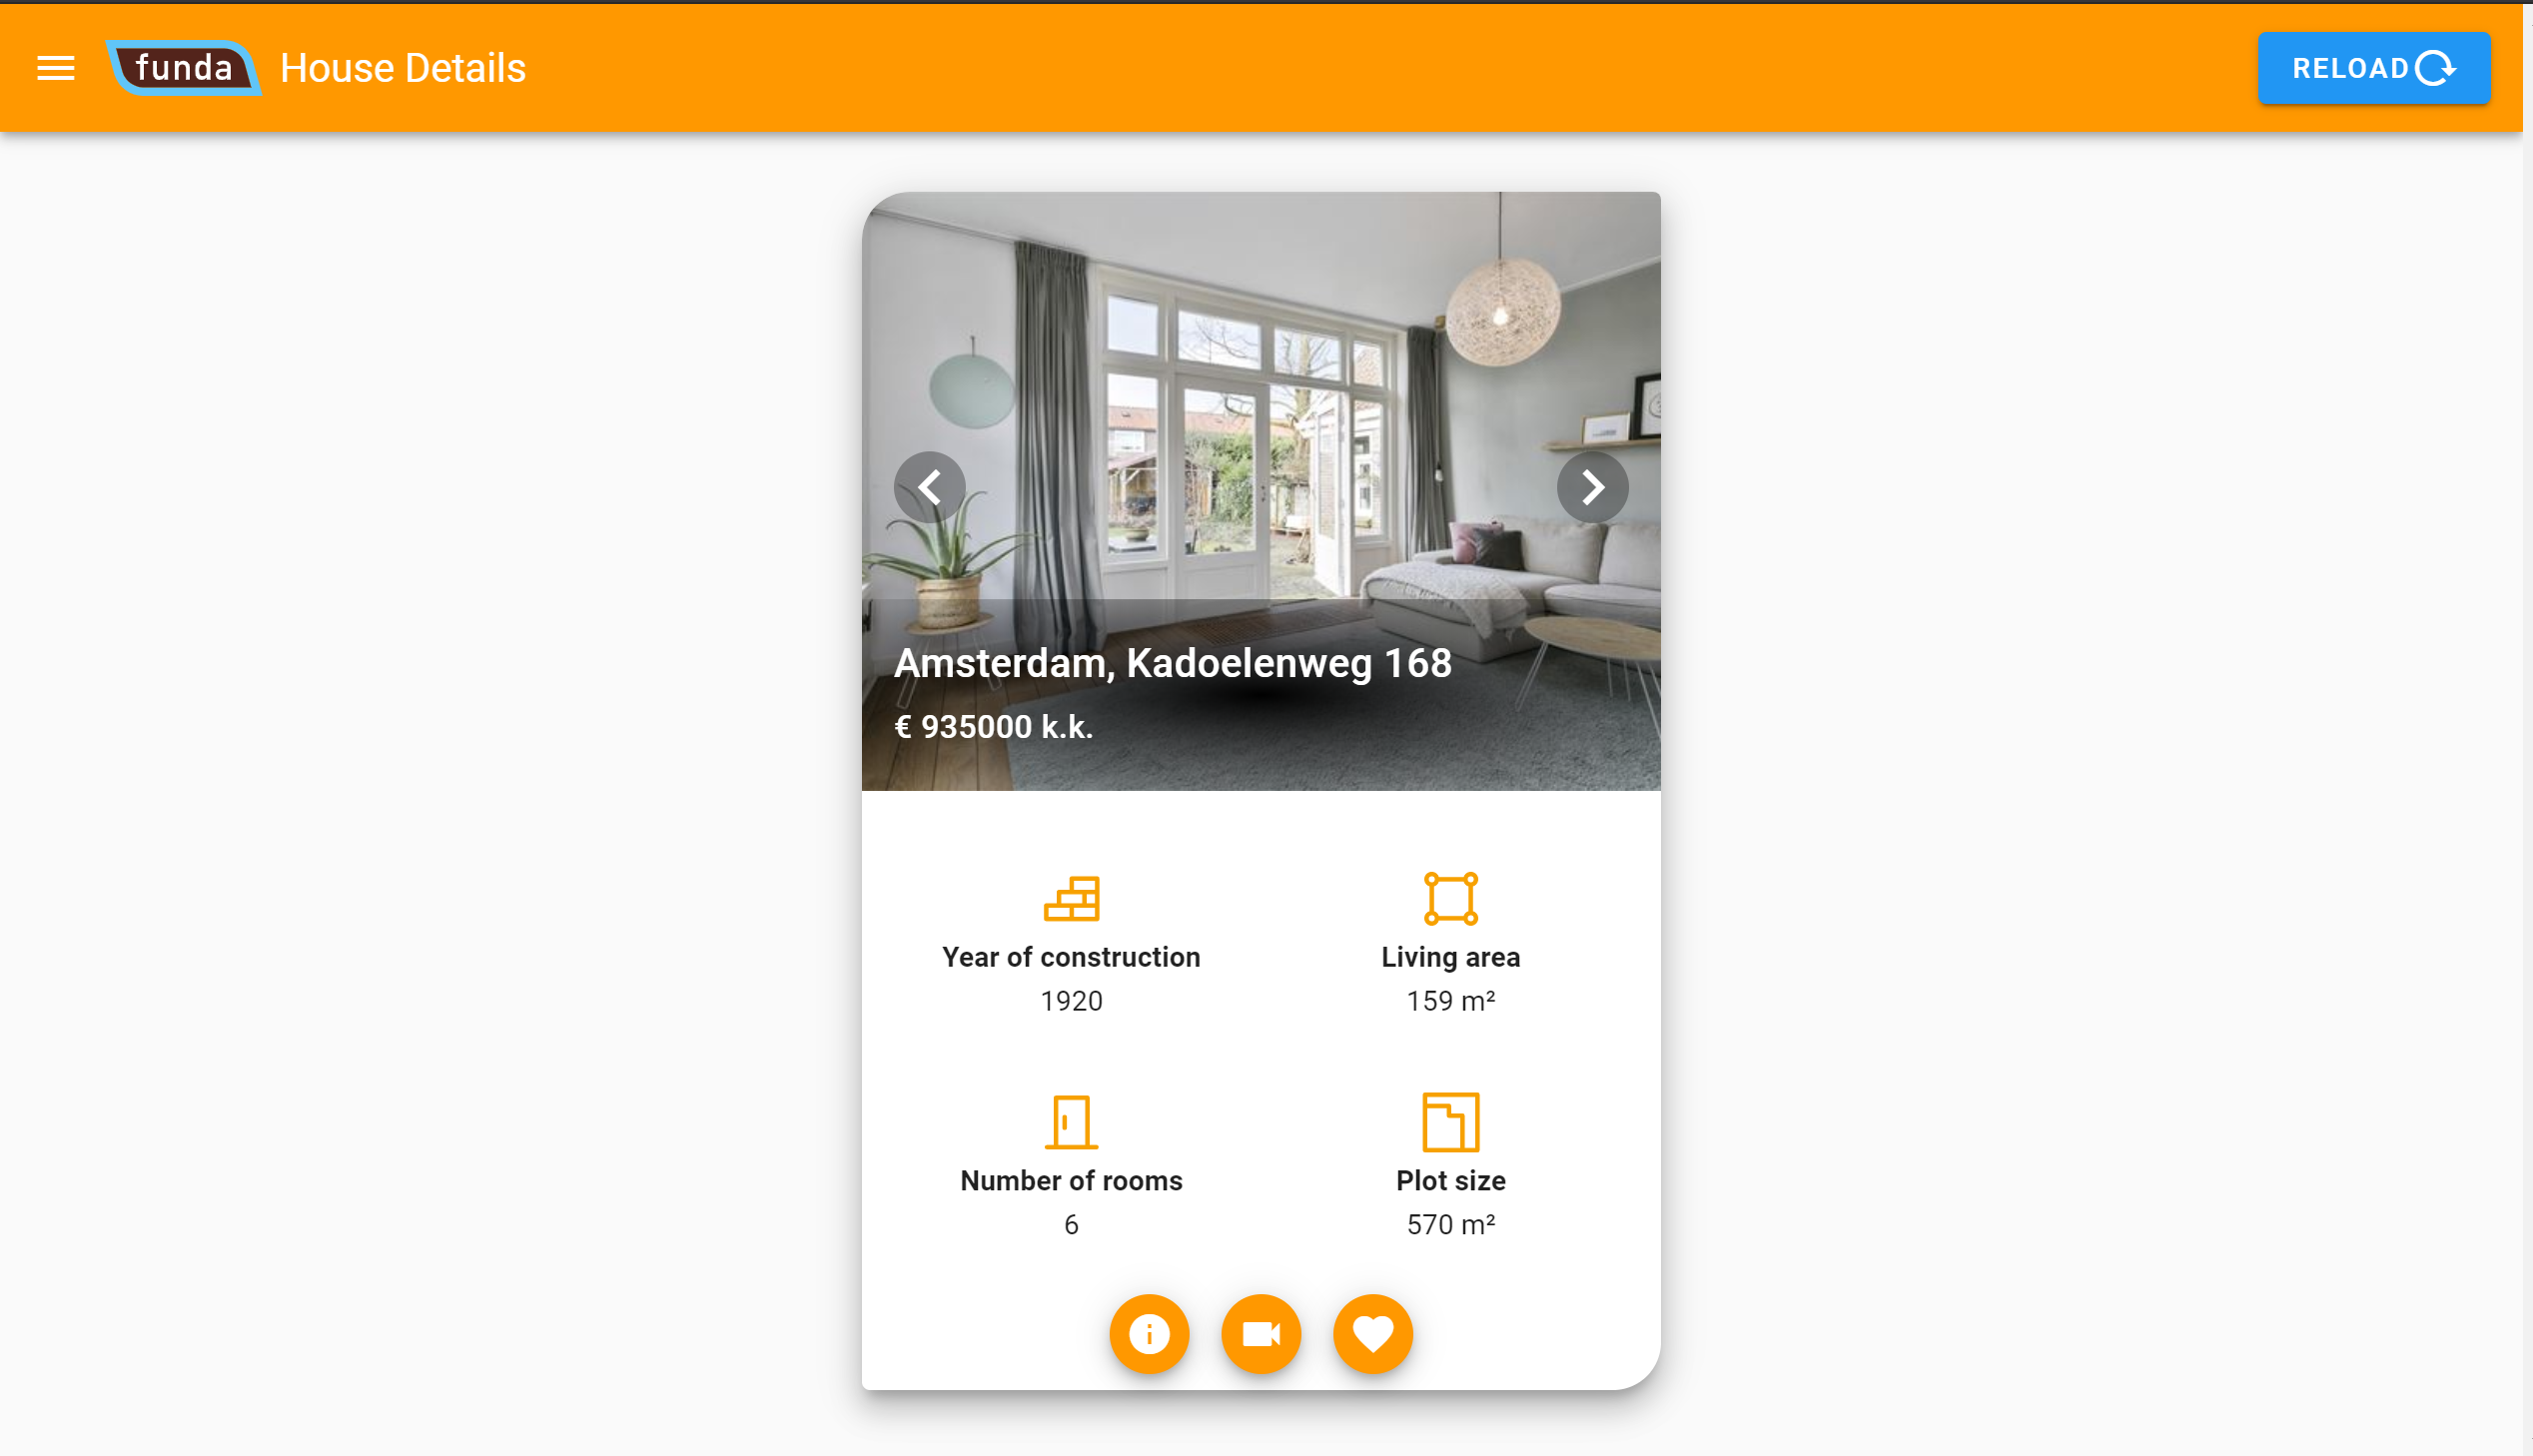 funda House Details RELOAD
Amsterdam, Kadoelenweg 168
€ 935000 k.k.
Year of construction
1920
Living area
159 m²
Number of rooms
6
Plot size
570 m²